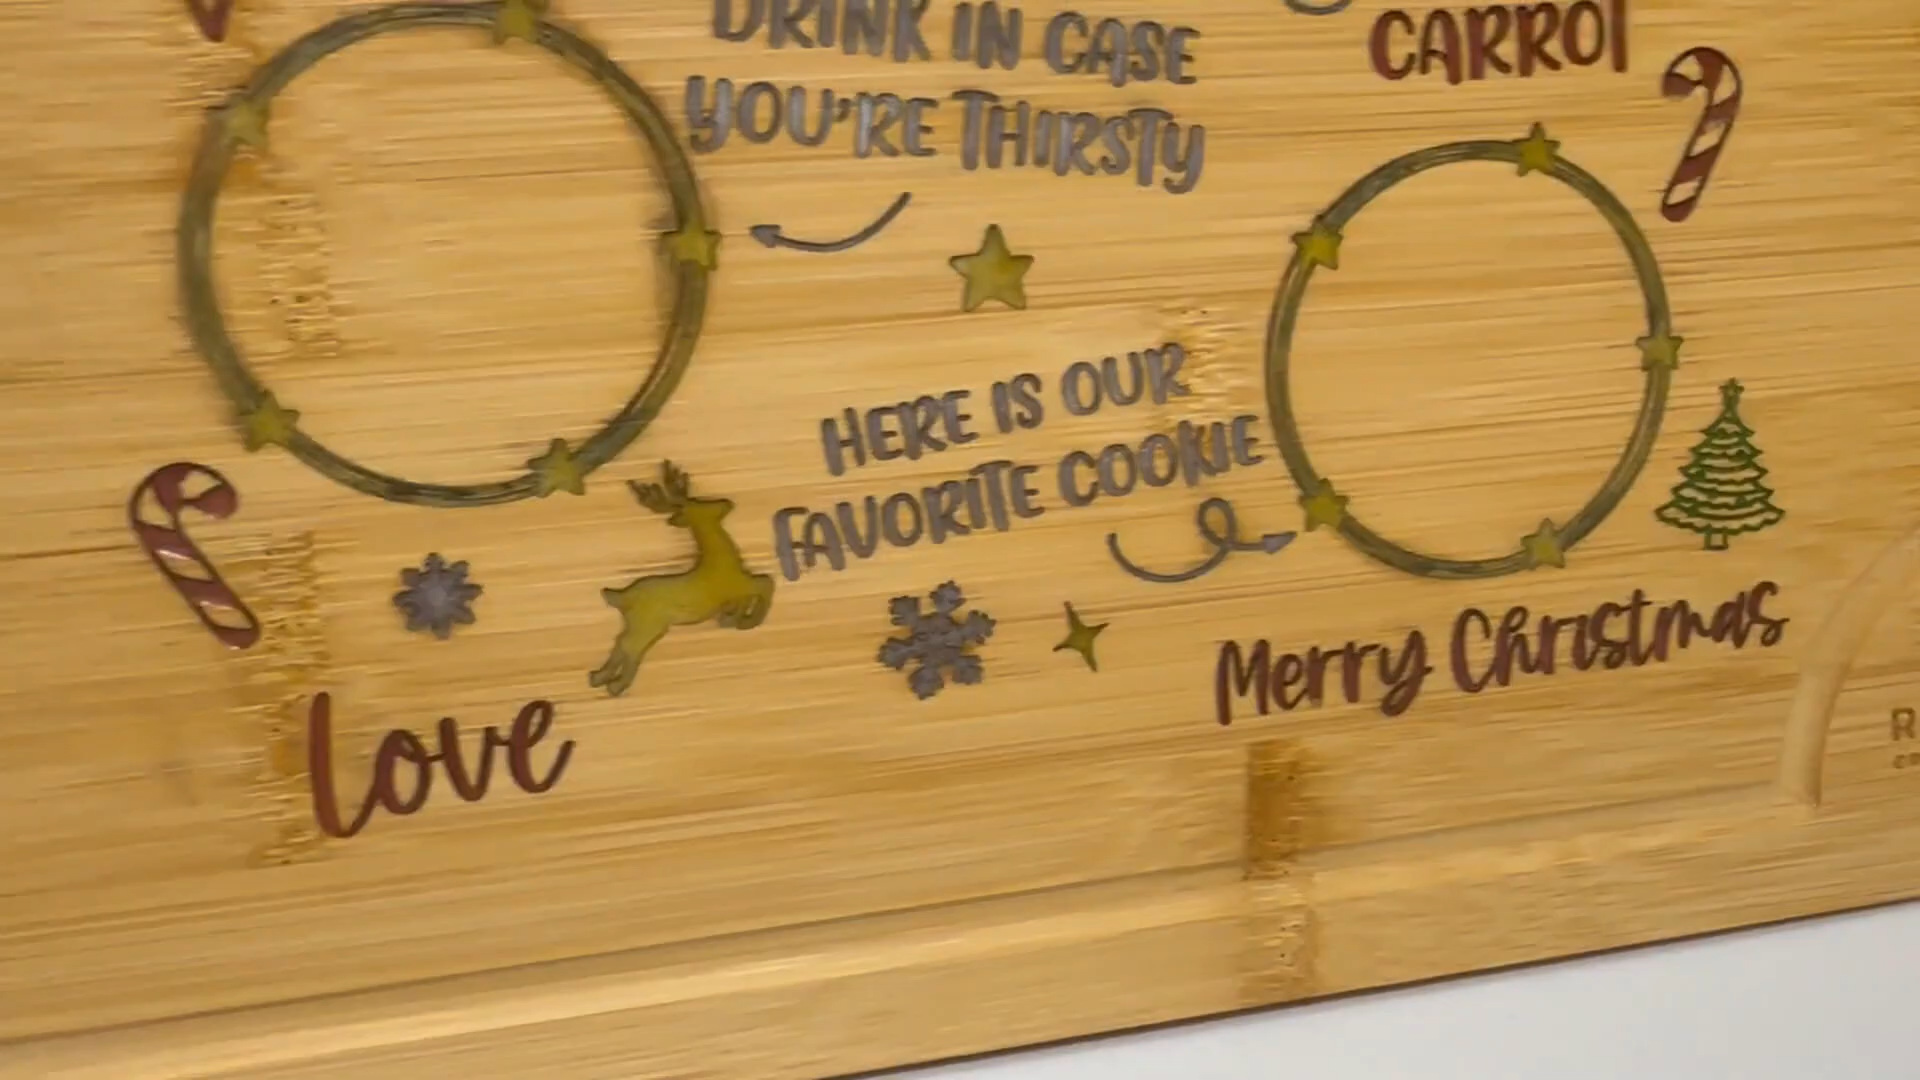 DRINK IN CASE
YOU'RE THIRSTY
CARROT
HERE IS OUR
FAVORITE COOKIE
Merry Christmas
love